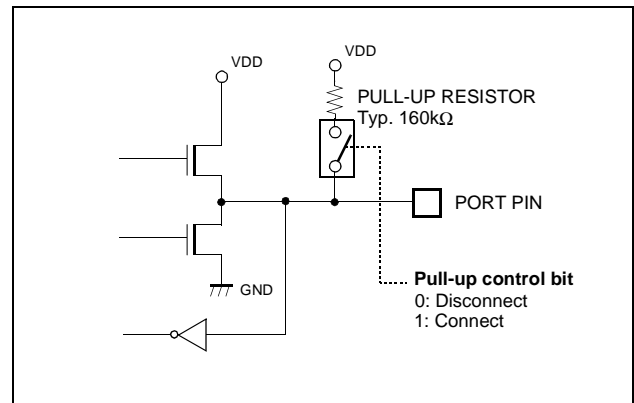 VDD
VDD
PULL-UP RESISTOR
Typ. 160kΩ
PORT PIN
GND
Pull-up control bit
0: Disconnect
1: Connect